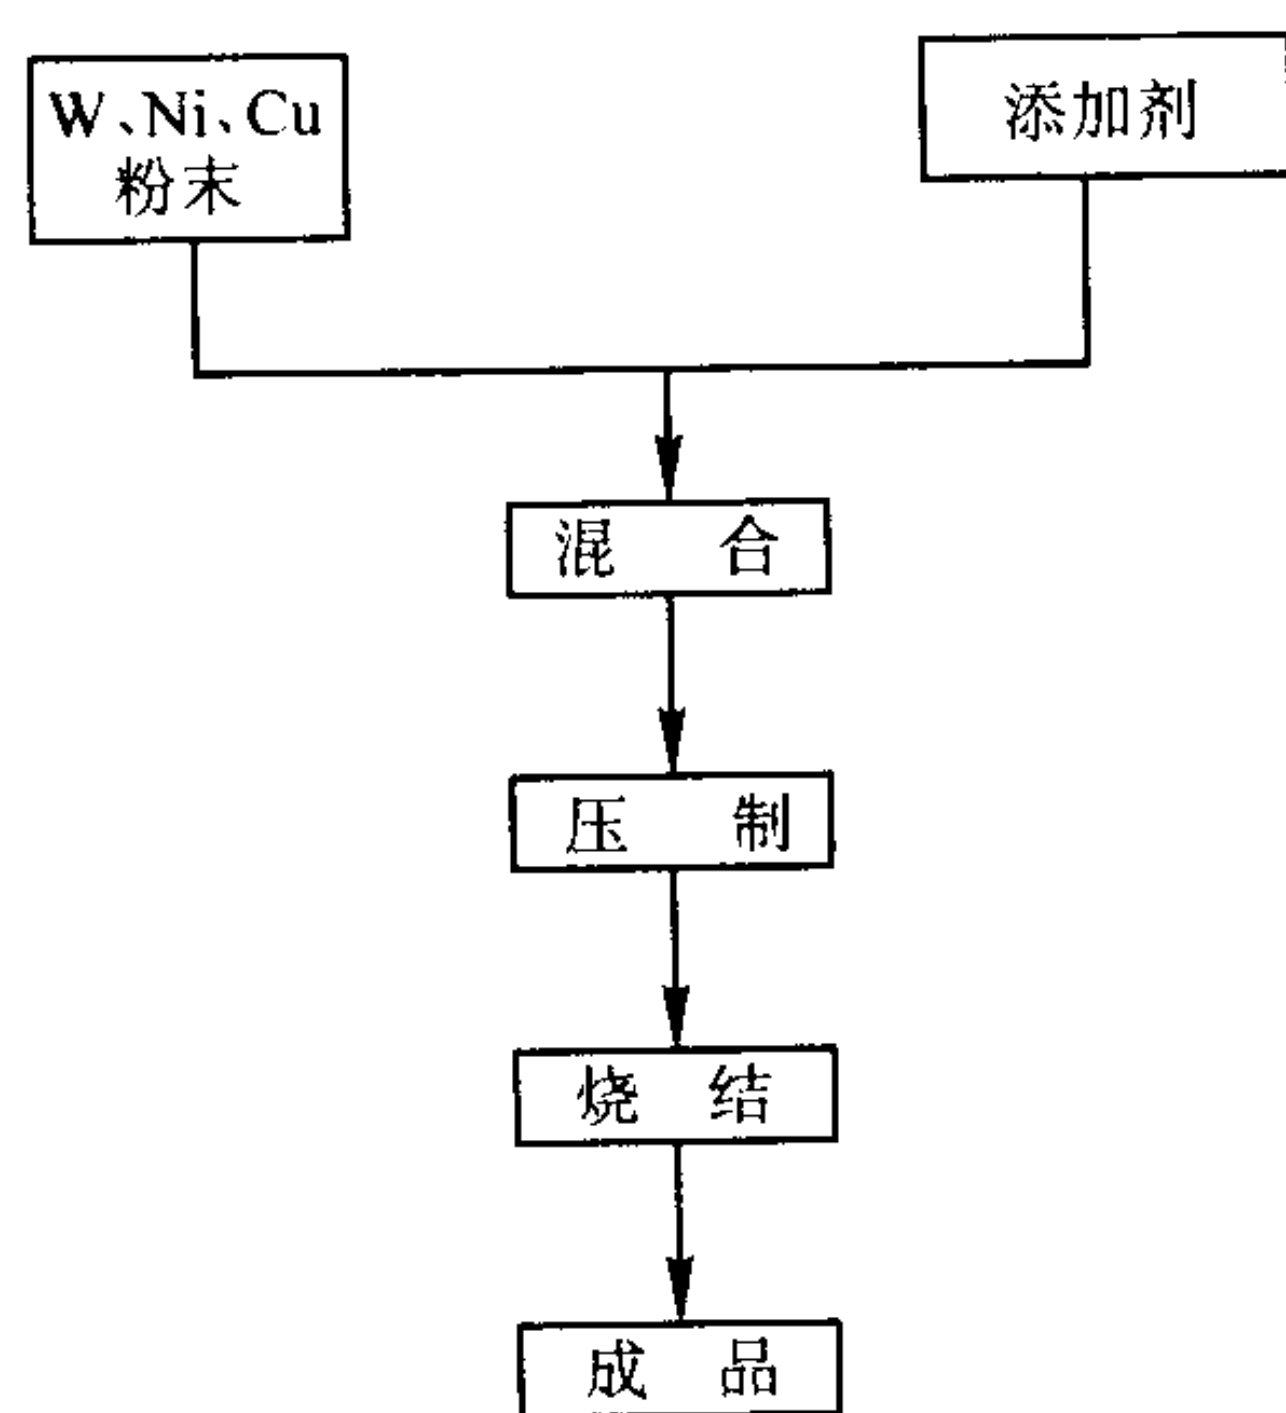 W、Ni、Cu
粉末
添加剂
混 合
压 制
烧 结
成 品